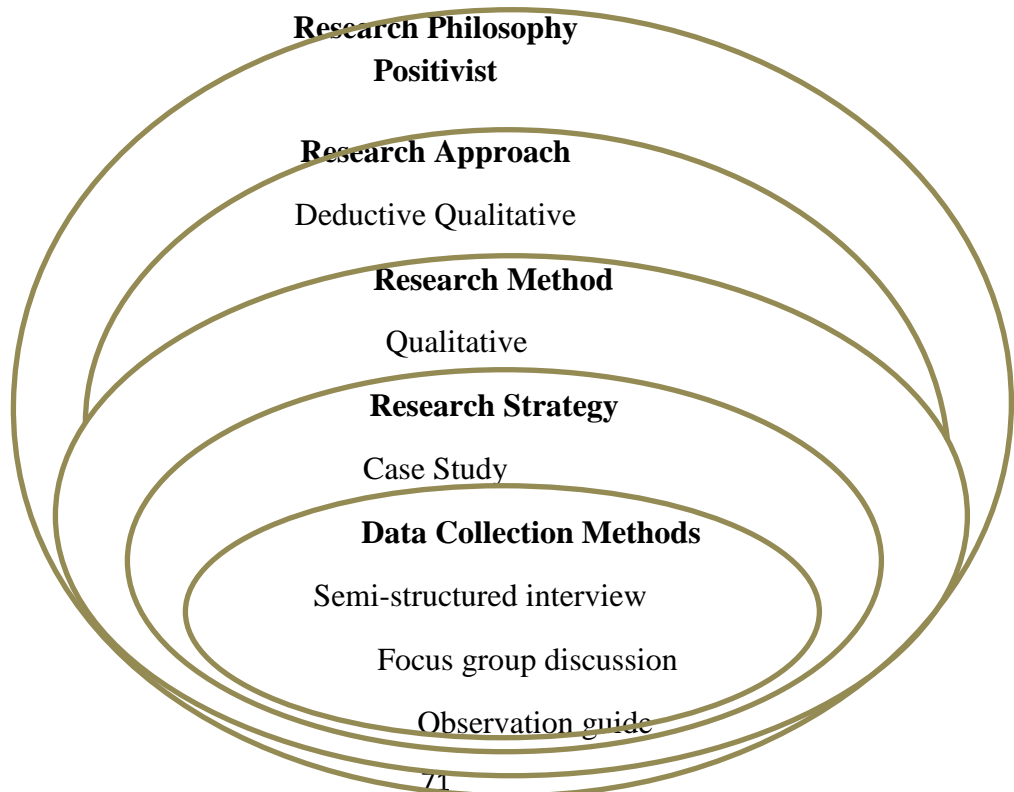 Research Philosophy
Positivist
Research Approach
Deductive Qualitative
Research Method
Qualitative
Research Strategy
Case Study
Data Collection Methods
Semi-structured interview
Focus group discussion
Observation guide
71